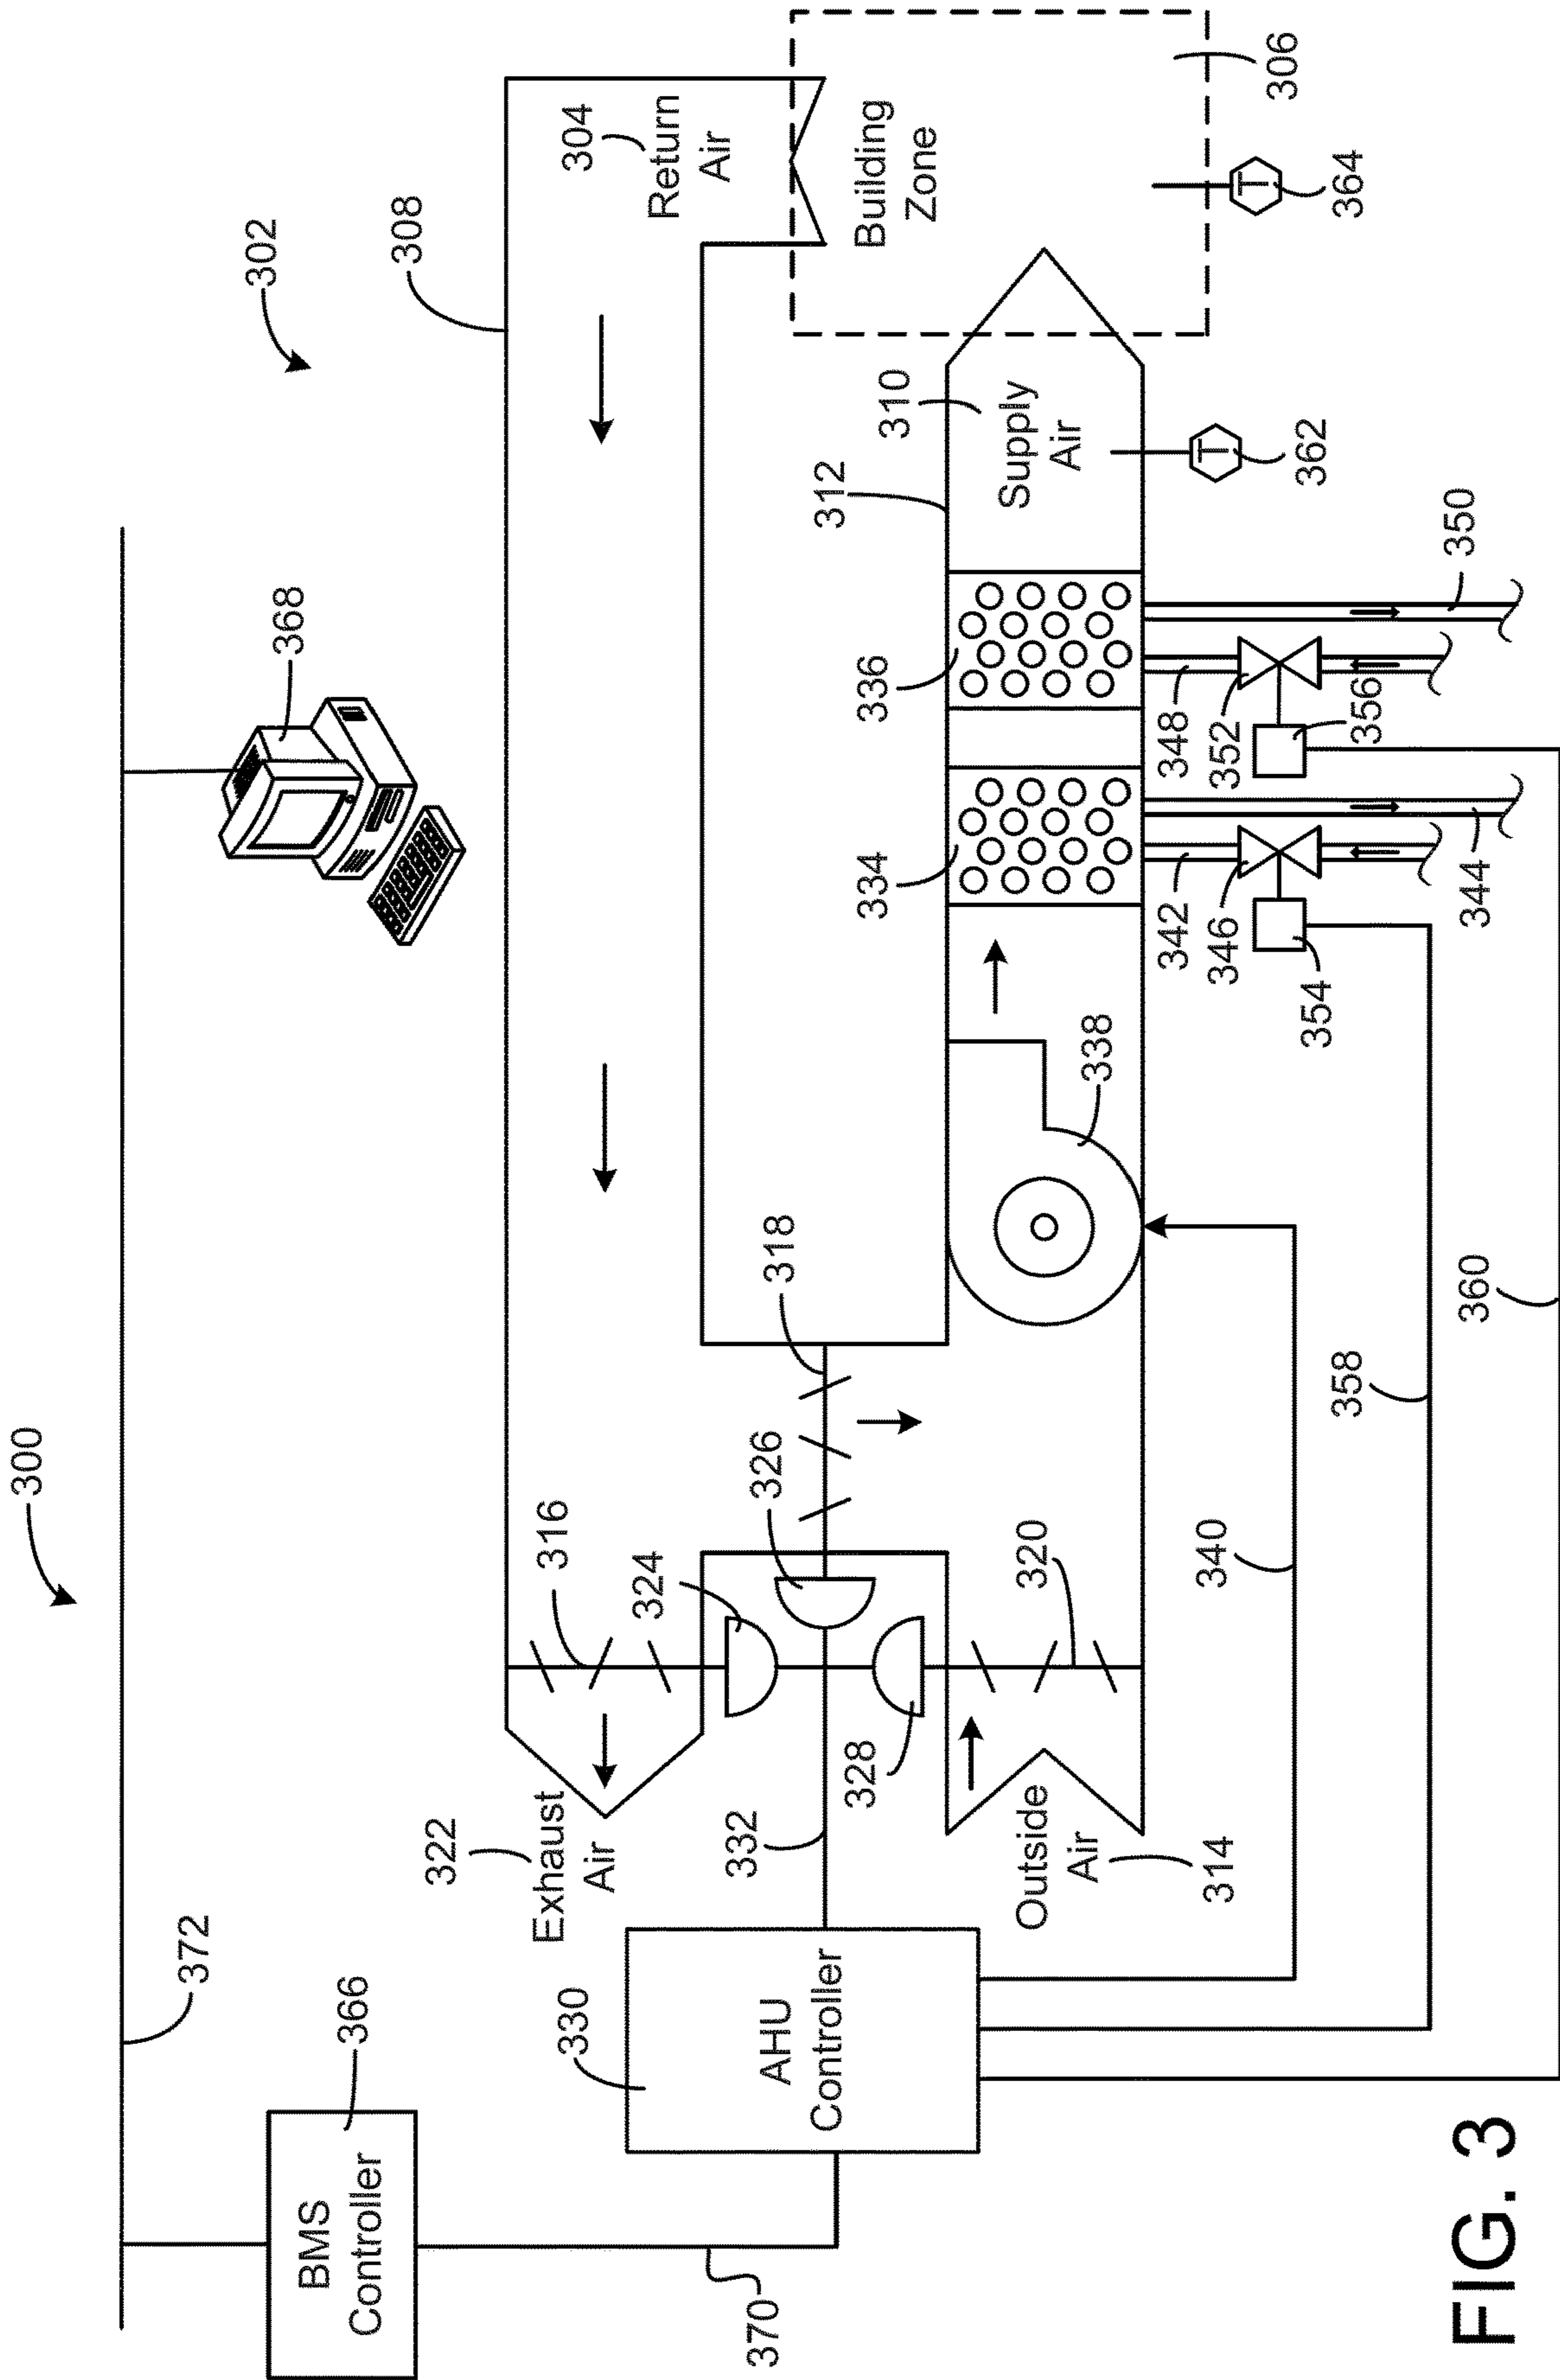 300
302
372
366
BMS
Controller
368
370
308
304
Return
Air
306
Building
Zone
364
T
322
Exhaust
Air
316
324
326
318
332
328
330
AHU
Controller
Outside
Air
314
320
338
340
334
336
312
310
Supply
Air
362
T
342
346
354
344
348
352
356
350
358
360
FIG. 3